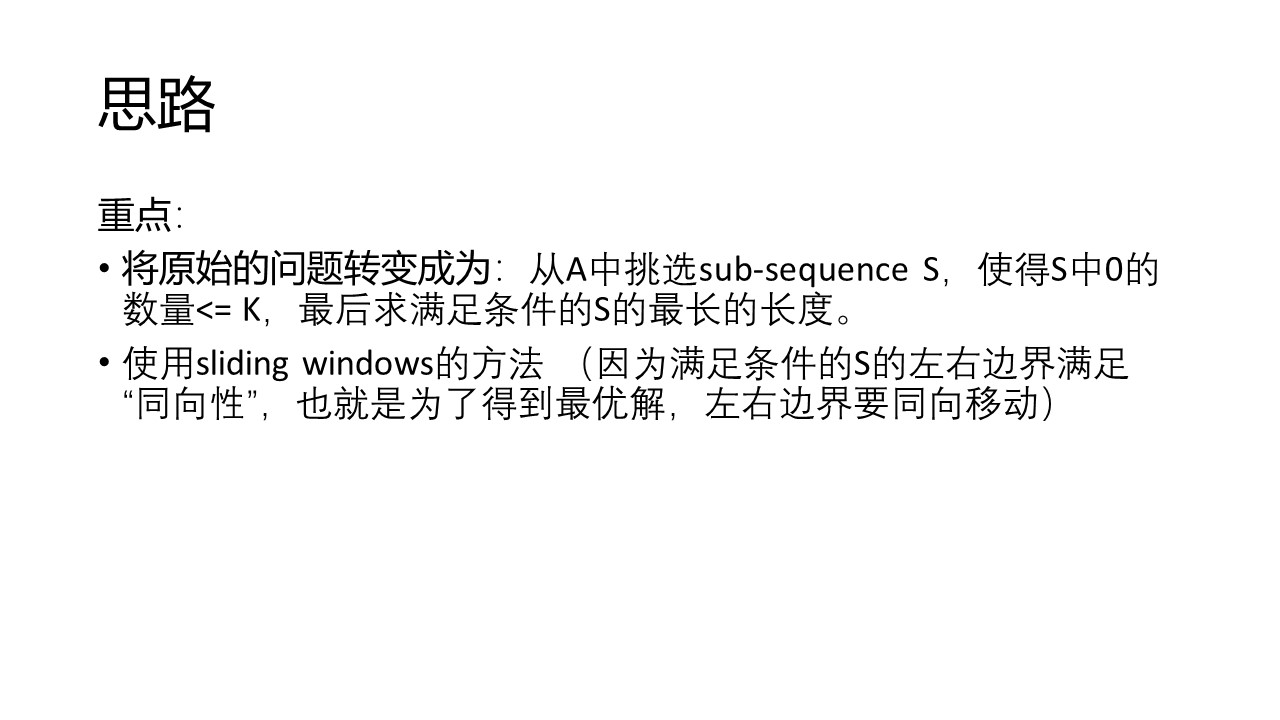 思路
重点：
• 将原始的问题转变成为：从A中挑选sub-sequence S，使得S中0的
数量<= K，最后求满足条件的S的最长的长度。
• 使用sliding windows的方法 （因为满足条件的S的左右边界满足
“同向性”，也就是为了得到最优解，左右边界要同向移动）